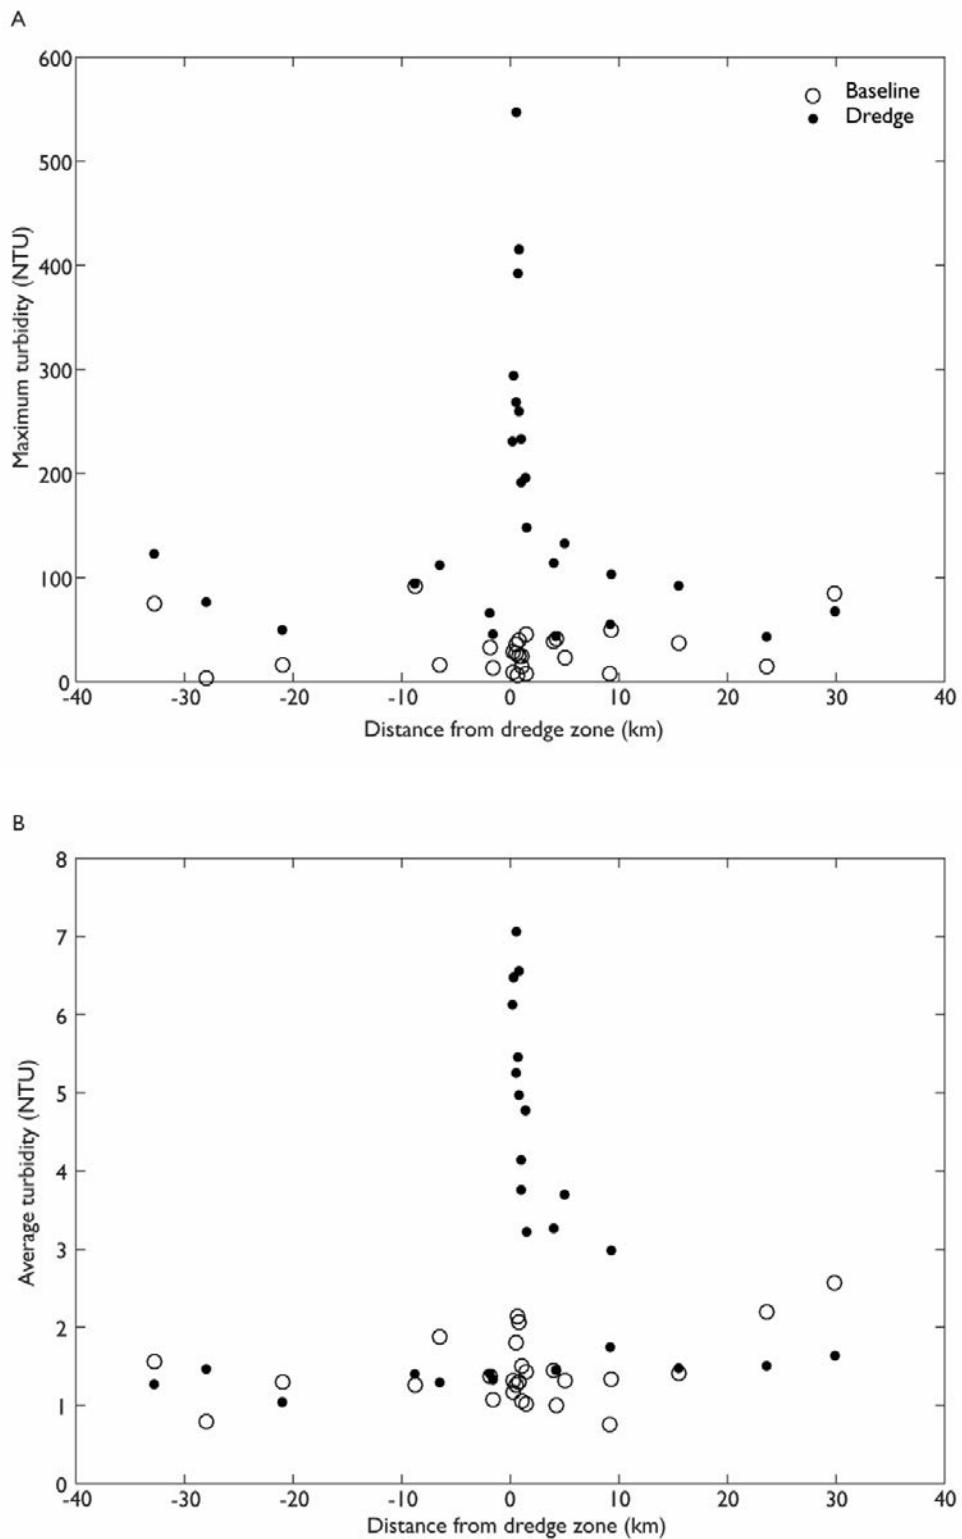 A
600
500
400
300
200
100
0
Maximum turbidity (NTU)
Baseline
Dredge
-40 -30 -20 -10 0 10 20 30 40
Distance from dredge zone (km)
B
8
7
6
5
4
3
2
1
0
Average turbidity (NTU)
-40 -30 -20 -10 0 10 20 30 40
Distance from dredge zone (km)